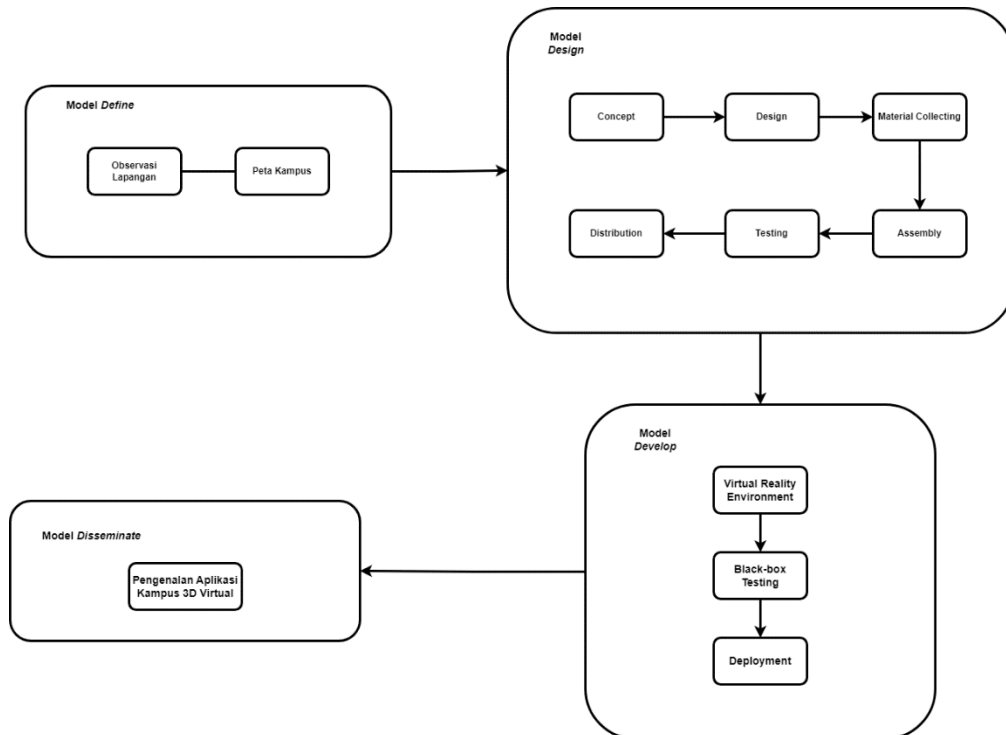 Model Define
Observasi
Lapangan
Peta Kampus
Model
Design
Concept
Design
Material Collecting
Distribution
Testing
Assembly
Model
Develop
Virtual Reality
Environment
Black-box
Testing
Deployment
Model Disseminate
Pengenalan Aplikasi
Kampus 3D Virtual